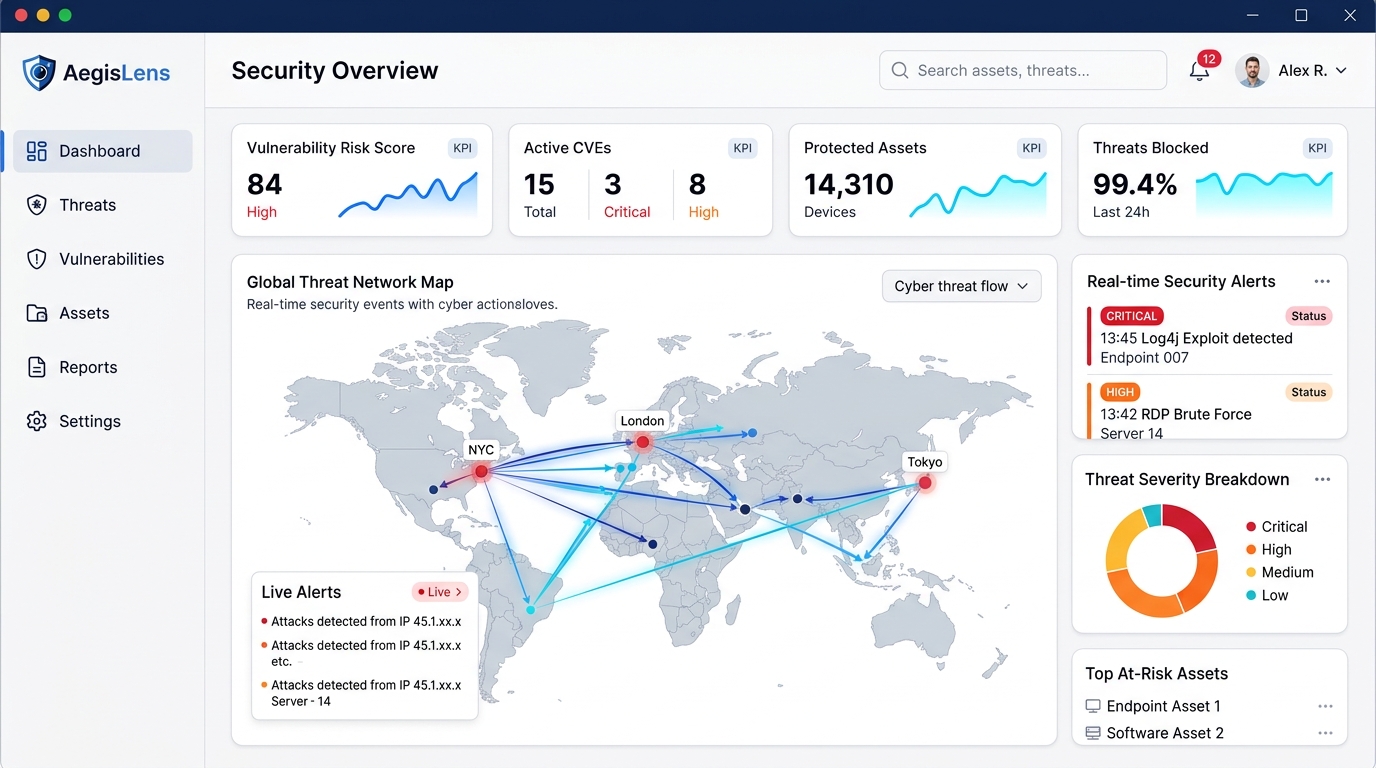 AegisLens
Security Overview
Search assets, threats...
12
Alex R.
Dashboard
Threats
Vulnerabilities
Assets
Reports
Settings
Vulnerability Risk Score
KPI
84
High
Active CVEs
KPI
15
Total
3
Critical
8
High
Protected Assets
KPI
14,310
Devices
Threats Blocked
KPI
99.4%
Last 24h
Global Threat Network Map
Real-time security events with cyber actionsloves.
Cyber threat flow
NYC
London
Tokyo
Live Alerts
Live
Attacks detected from IP 45.1.xx.x
Attacks detected from IP 45.1.xx.x
etc.
Attacks detected from IP 45.1.xx.x
Server - 14
Real-time Security Alerts
CRITICAL
Status
13:45 Log4j Exploit detected
Endpoint 007
HIGH
Status
13:42 RDP Brute Force
Server 14
Threat Severity Breakdown
Critical
High
Medium
Low
Top At-Risk Assets
Endpoint Asset 1
Software Asset 2